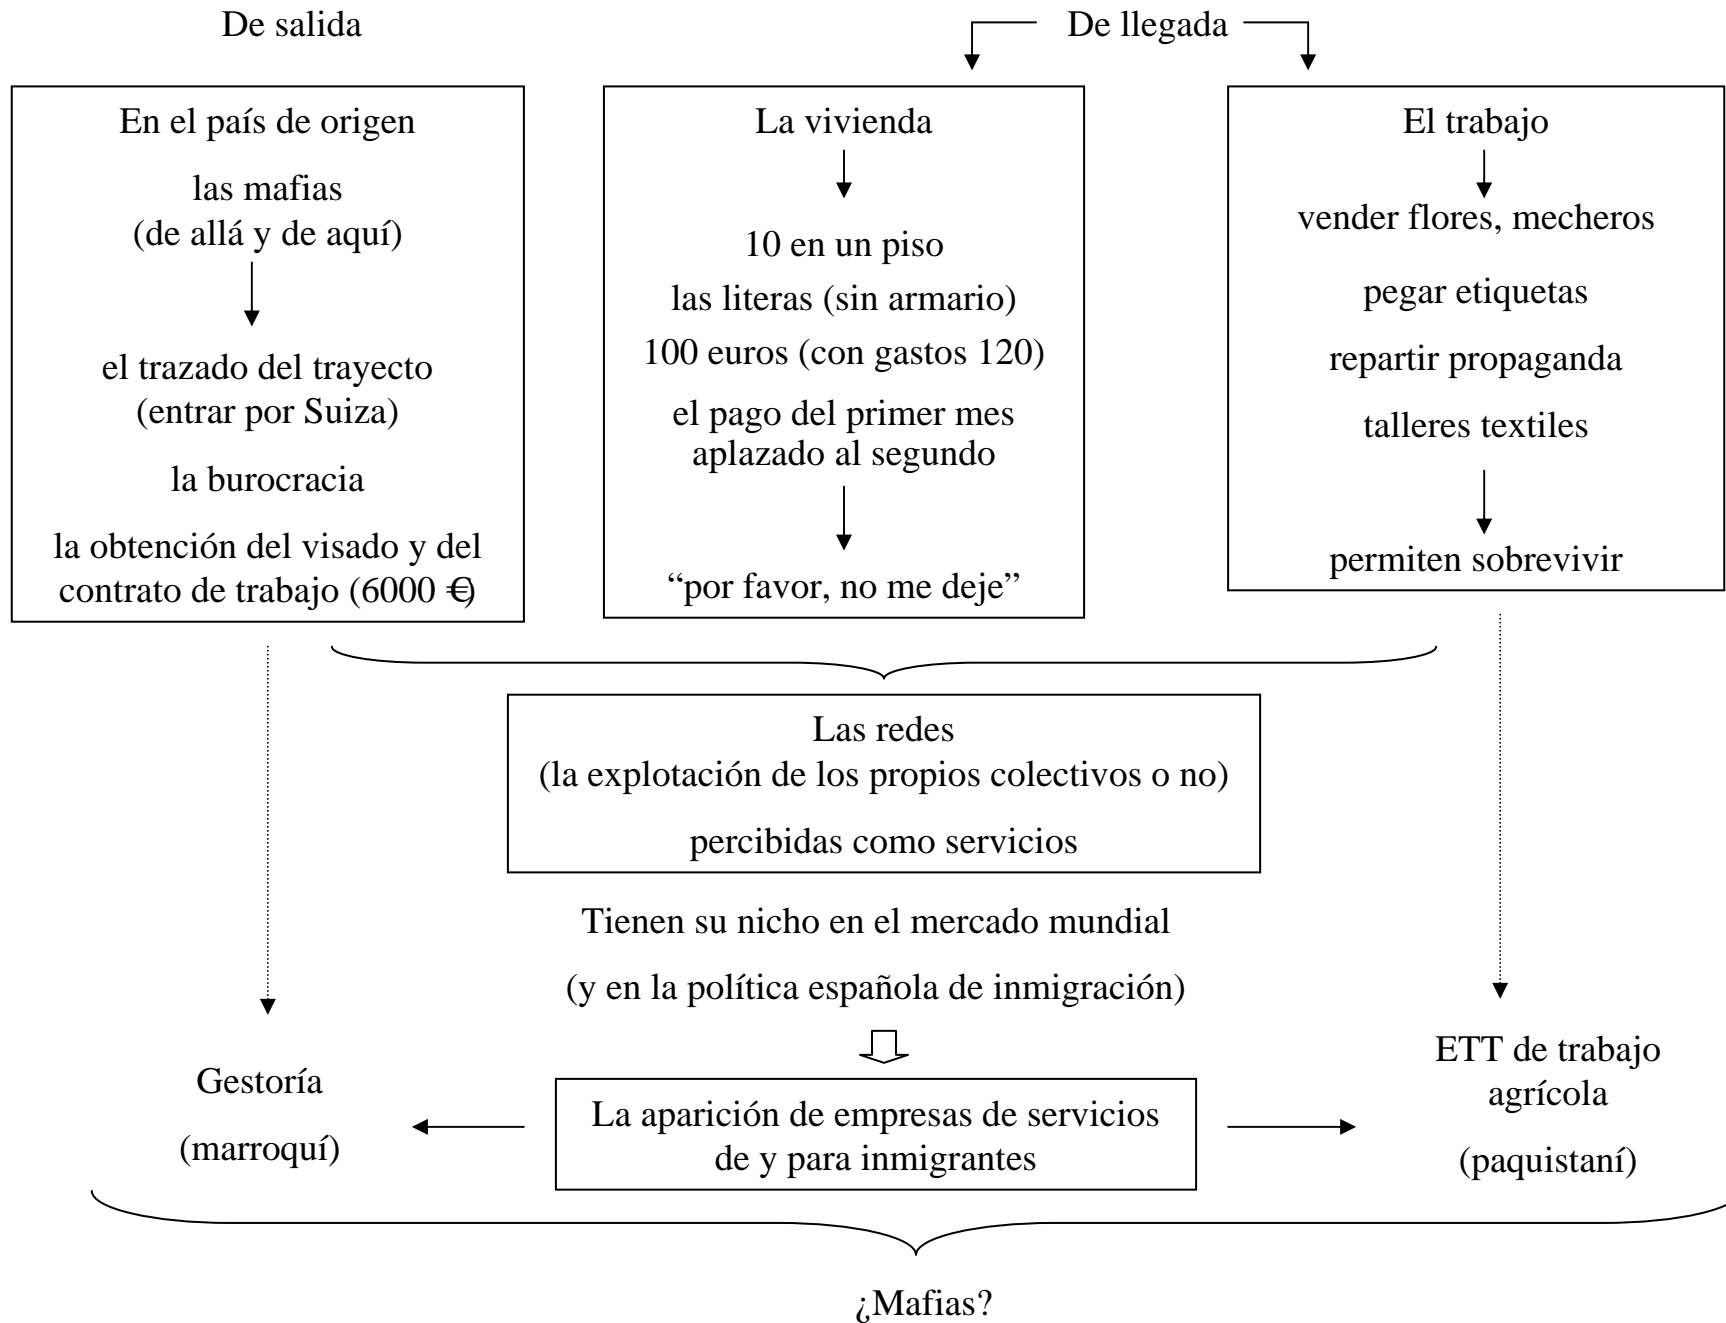 De salida
De llegada
En el país de origen
las mafias
(de allá y de aquí)
el trazado del trayecto
(entrar por Suiza)
la burocracia
la obtención del visado y del
contrato de trabajo (6000 €)
La vivienda
10 en un piso
las literas (sin armario)
100 euros (con gastos 120)
el pago del primer mes
aplazado al segundo
“por favor, no me deje”
El trabajo
vender flores, mecheros
pegar etiquetas
repartir propaganda
talleres textiles
permiten sobrevivir
Las redes
(la explotación de los propios colectivos o no)
percibidas como servicios
Tienen su nicho en el mercado mundial
(y en la política española de inmigración)
Gestoría
(marroquí)
La aparición de empresas de servicios
de y para inmigrantes
ETT de trabajo
agrícola
(paquistaní)
¿Mafias?